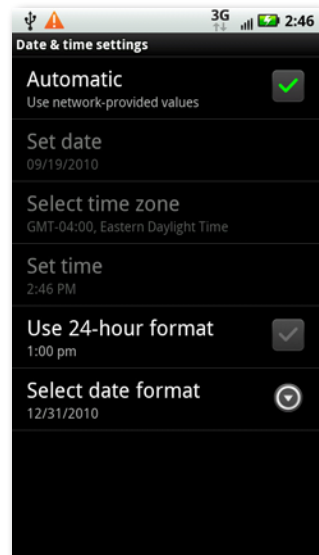 3G 2:46
Date & time settings
Automatic
Use network-provided values
Set date
09/19/2010
Select time zone
GMT-04:00, Eastern Daylight Time
Set time
2:46 PM
Use 24-hour format
1:00 pm
Select date format
12/31/2010